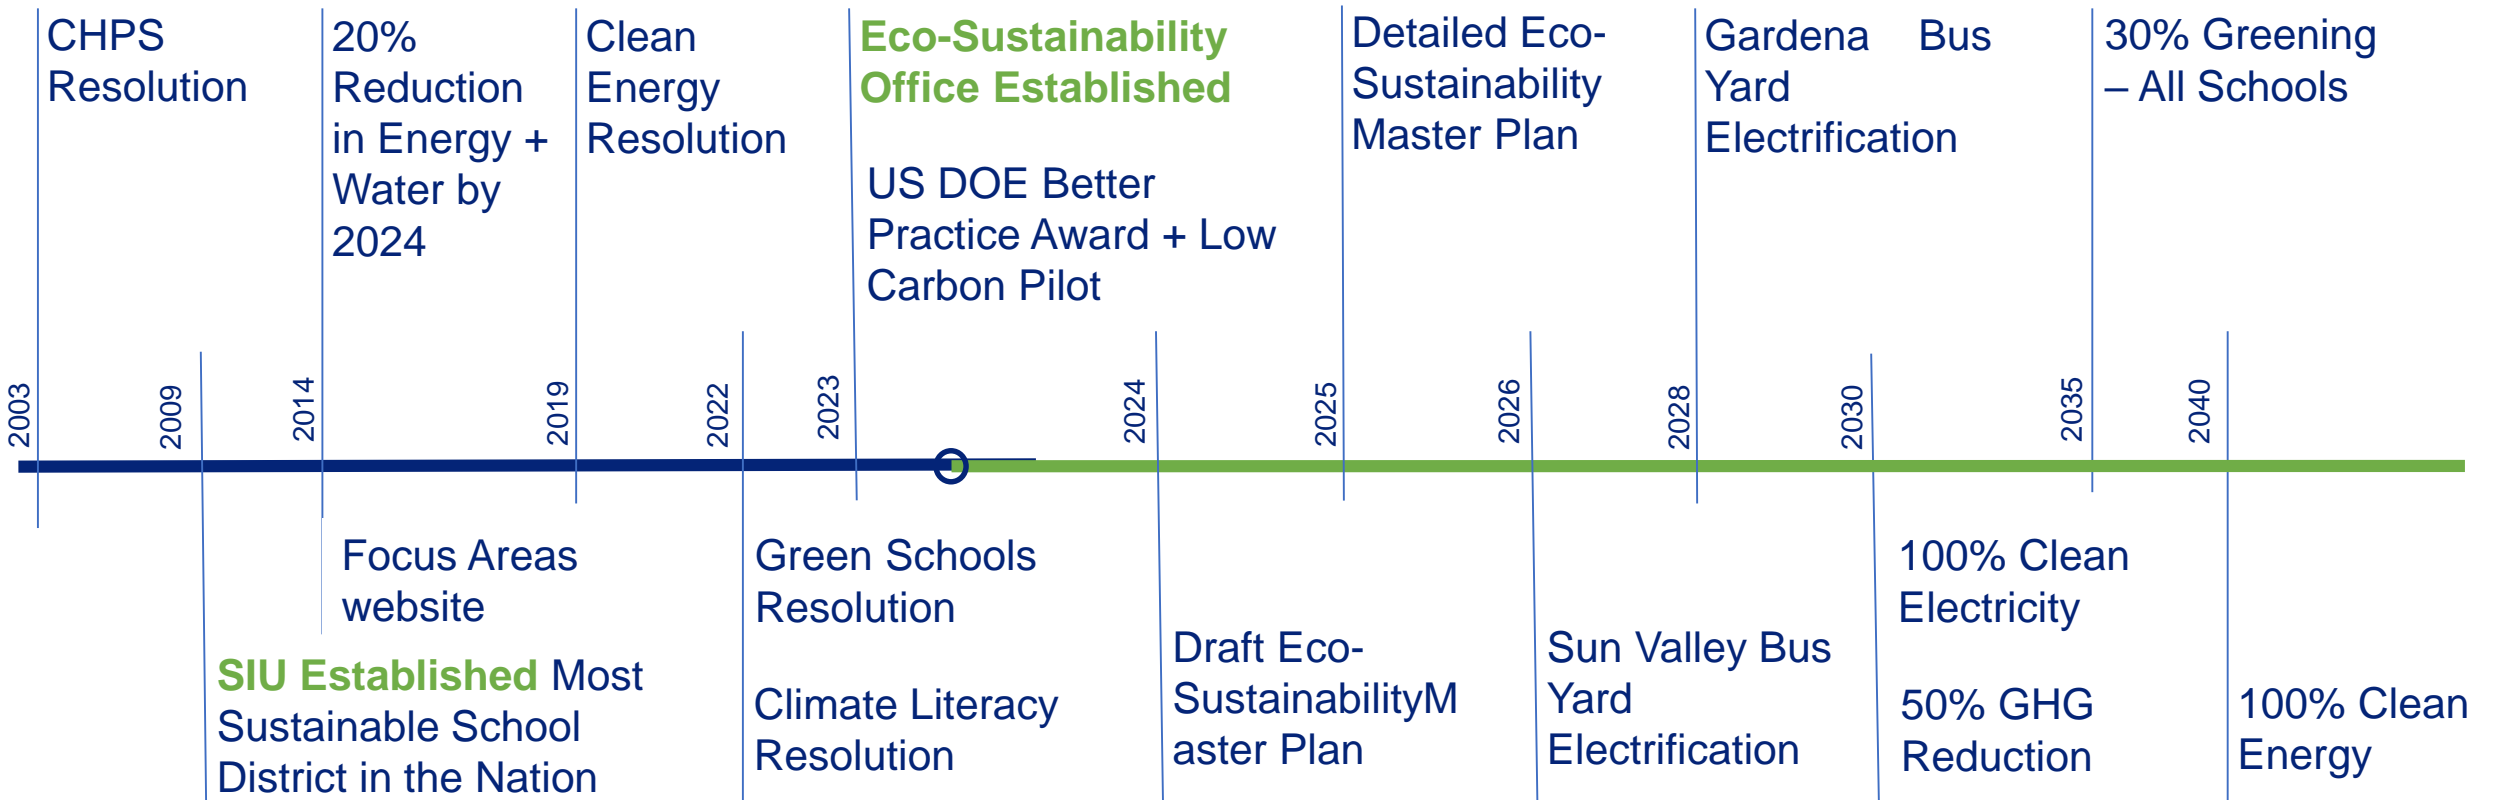 CHPS
Resolution
20%
Reduction
in Energy +
Water by
2024
Clean
Energy
Resolution
Eco-Sustainability
Office Established
US DOE Better
Practice Award + Low
Carbon Pilot
Detailed Eco-
Sustainability
Master Plan
Gardena Bus
Yard
Electrification
30% Greening
– All Schools
2003
2009
2014
2019
2022
2023
2024
2025
2026
2028
2030
2035
2040
Focus Areas
website
SIU Established Most
Sustainable School
District in the Nation
Green Schools
Resolution
Climate Literacy
Resolution
Draft Eco-
SustainabilityM
aster Plan
Sun Valley Bus
Yard
Electrification
100% Clean
Electricity
50% GHG
Reduction
100% Clean
Energy